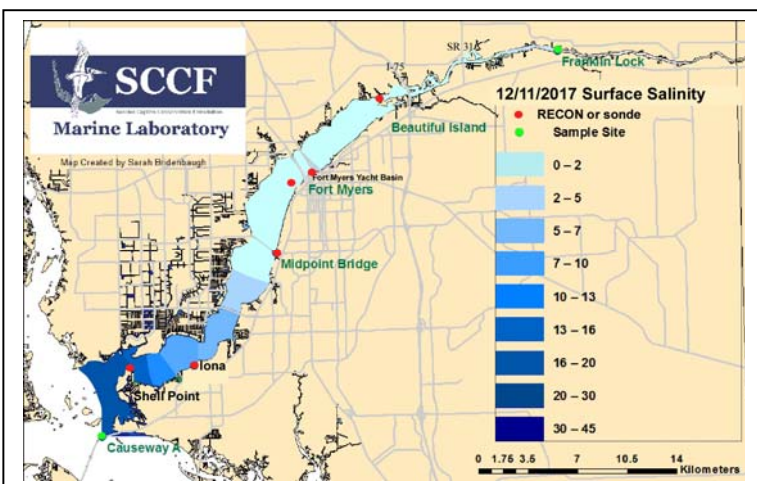 SCCF
Marine Laboratory
Map Created by Sarah Bridenbaugh
SR 31
I-75
Franklin Lock
12/11/2017 Surface Salinity
RECON or sonde
Sample Site
Beautiful Island
Fort Myers Yacht Basin
Fort Myers
Midpoint Bridge
0 – 2
2 – 5
5 – 7
7 – 10
10 – 13
13 – 16
16 – 20
20 – 30
30 – 45
Iona
Shell Point
Causeway A
0 1.75 3.5 7 10.5 14
Kilometers